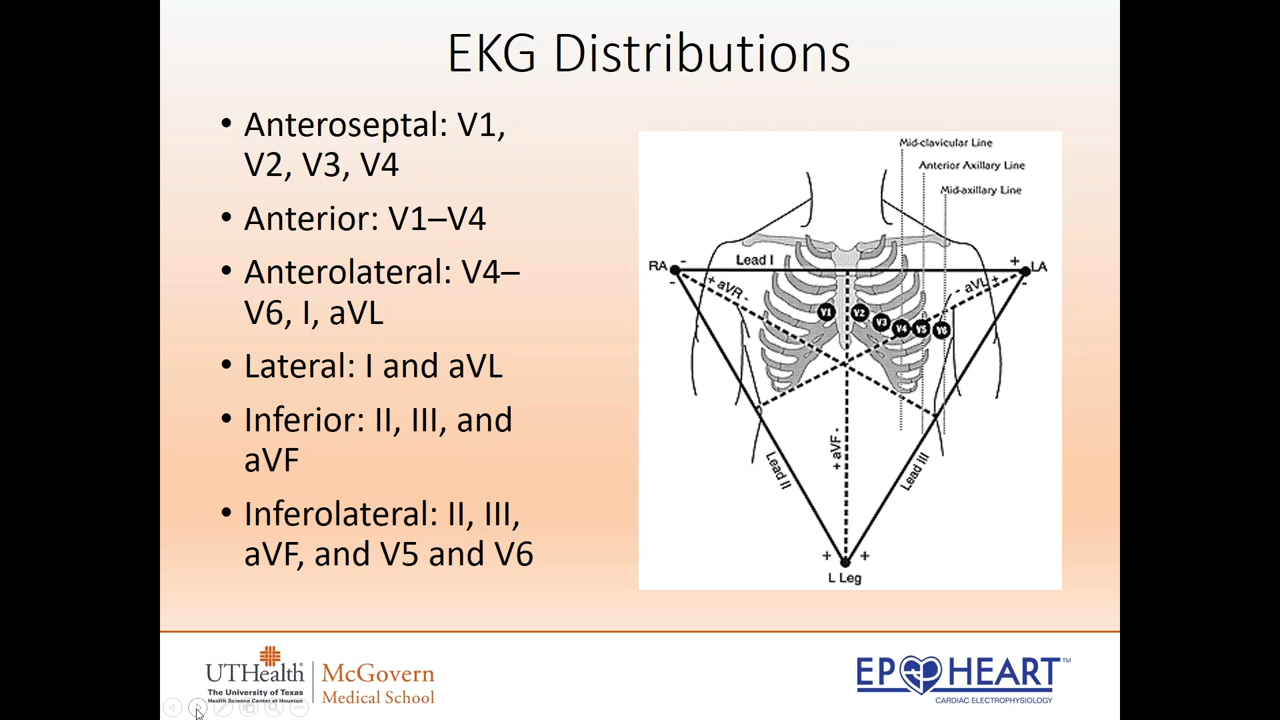 EKG Distributions
• Anteroseptal: V1,
V2, V3, V4
• Anterior: V1–V4
• Anterolateral: V4–
V6, I, aVL
• Lateral: I and aVL
• Inferior: II, III, and
aVF
• Inferolateral: II, III,
aVF, and V5 and V6
Mid-clavicular Line
Anterior Axillary Line
Mid-axillary Line
RA
-
Lead I
+
LA
-
+ aVR -
- aVL +
-
V1
V2
V3
V4
V5
V6
+ aVF -
Lead II
Lead III
+
+
L Leg
UTHealth
The University of Texas
Health Science Center at Houston
McGovern
Medical School
EP HEART™
CARDIAC ELECTROPHYSIOLOGY